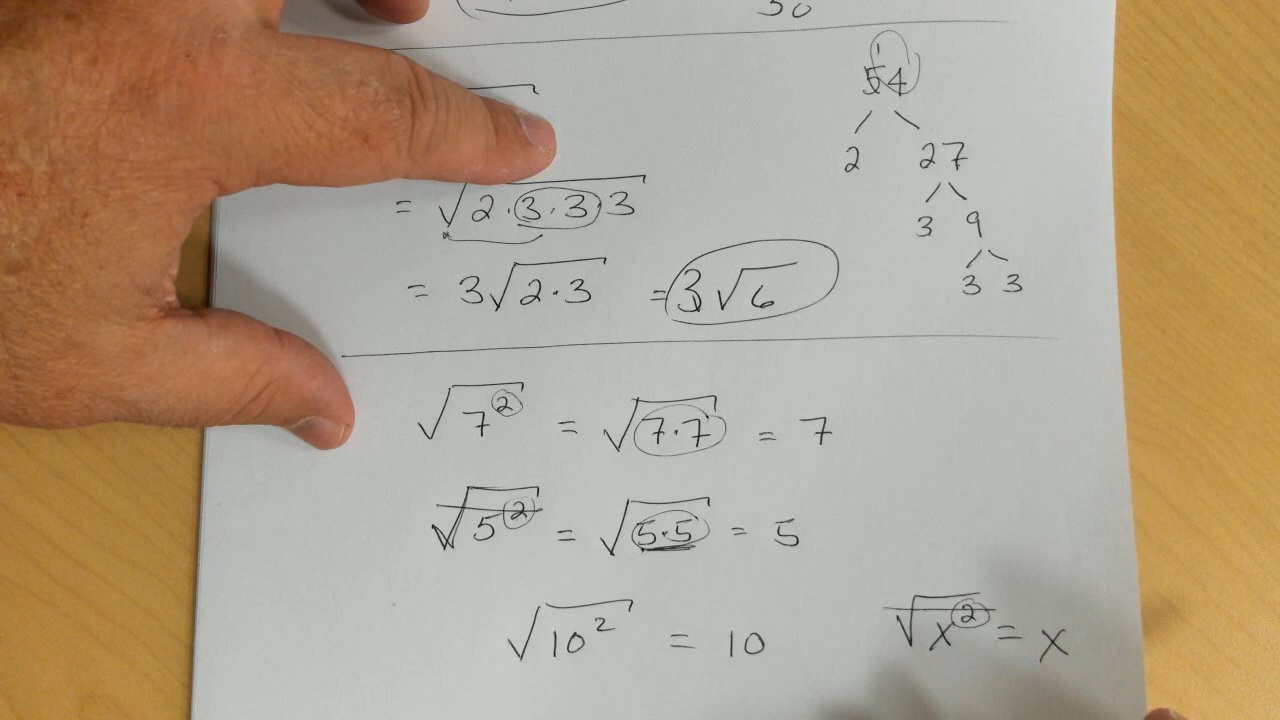 30
54
2 27
= √2·3·3·3
3 9
= 3√2·3 = 3√6
3 3
√7² = √7·7 = 7
√5² = √5·5 = 5
√10² = 10
√x² = x